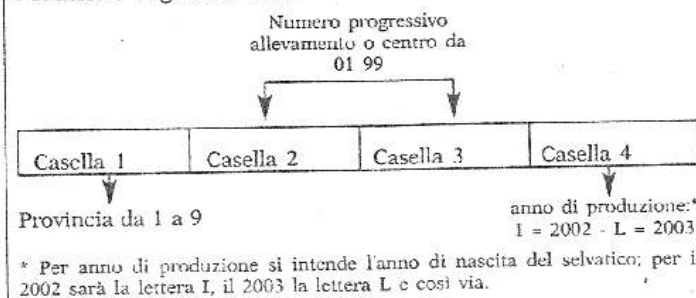 Numero progressivo
allevamento o centro da
01 99
Casella 1 Casella 2 Casella 3 Casella 4
Provincia da 1 a 9
anno di produzione:*
I = 2002 - L = 2003
* Per anno di produzione si intende l'anno di nascita del selvatico; per i
2002 sarà la lettera I, il 2003 la lettera L e così via.